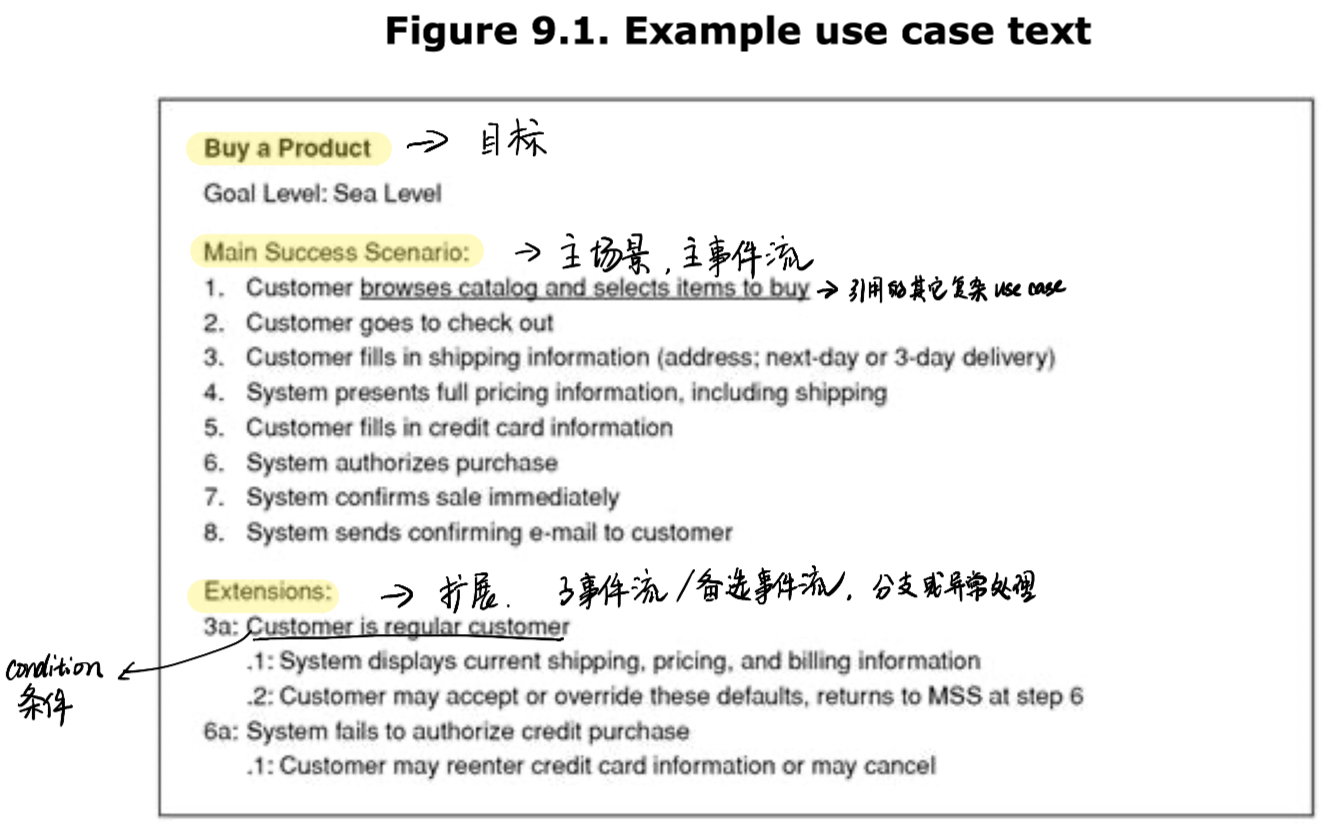 Figure 9.1. Example use case text
Buy a Product → 目标
Goal Level: Sea Level
Main Success Scenario: → 主场景,主事件流
1. Customer browses catalog and selects items to buy → 引用的其它复杂 use case
2. Customer goes to check out
3. Customer fills in shipping information (address; next-day or 3-day delivery)
4. System presents full pricing information, including shipping
5. Customer fills in credit card information
6. System authorizes purchase
7. System confirms sale immediately
8. System sends confirming e-mail to customer
Extensions: → 扩展. 子事件流/备选事件流,分支或异常处理
3a: Customer is regular customer
condition
条件
.1: System displays current shipping, pricing, and billing information
.2: Customer may accept or override these defaults, returns to MSS at step 6
6a: System fails to authorize credit purchase
.1: Customer may reenter credit card information or may cancel